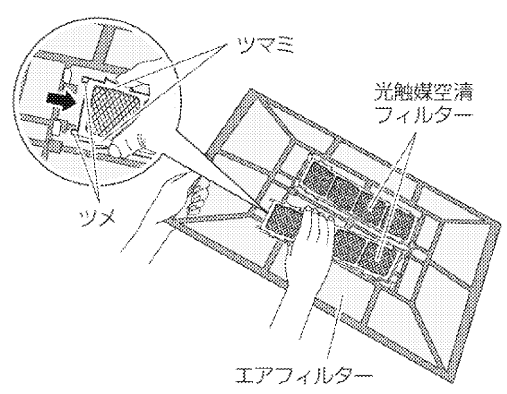 ツマミ
光触媒空清
フィルター
ツメ
エアフィルター